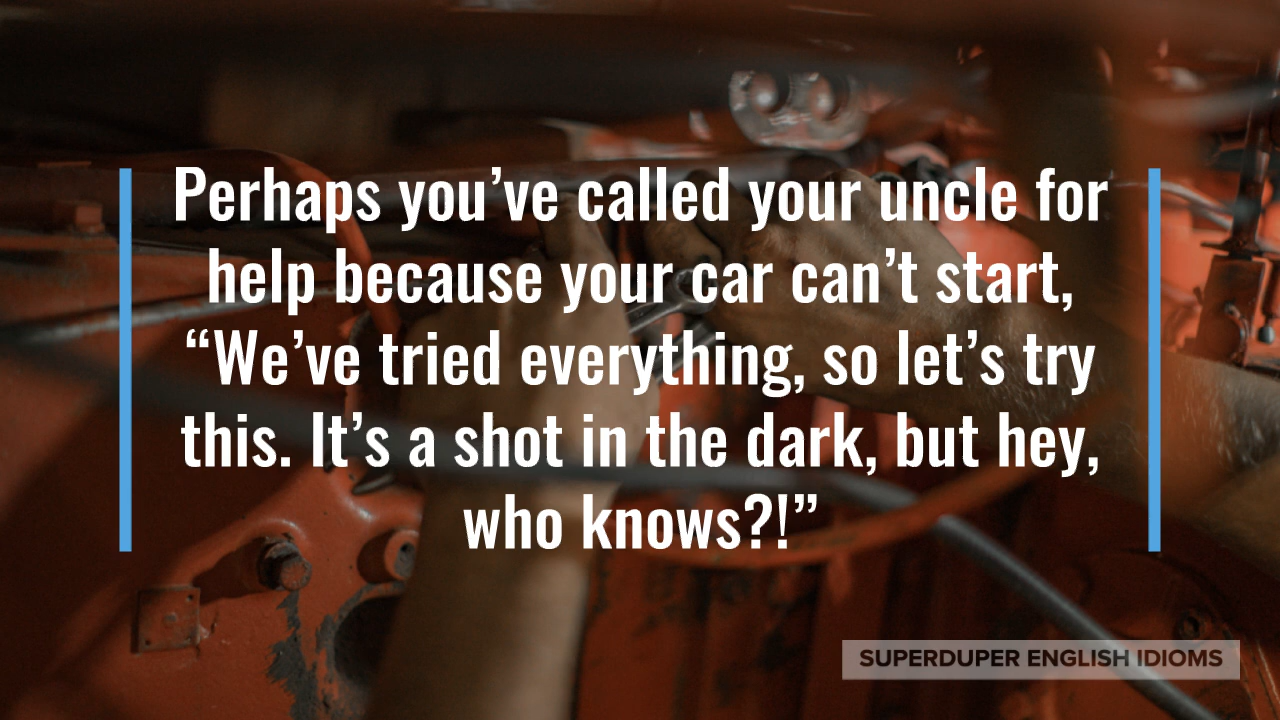 Perhaps you’ve called your uncle for
help because your car can’t start,
“We’ve tried everything, so let’s try
this. It’s a shot in the dark, but hey,
who knows?!”
SUPERDUPER ENGLISH IDIOMS